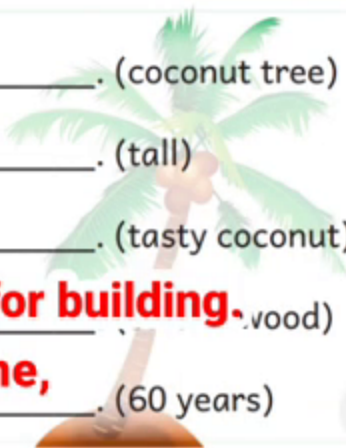 ______. (coconut tree)
______. (tall)
______. (tasty coconut)
for building. wood)
ne,
______. (60 years)